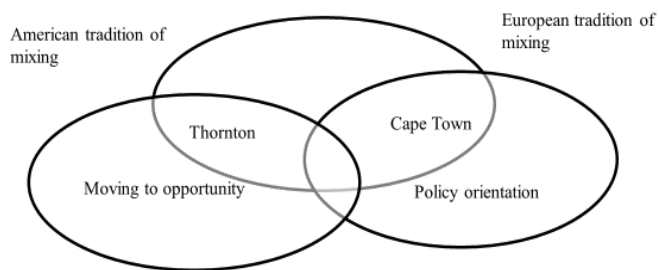 American tradition of
mixing
European tradition of
mixing
Thornton
Cape Town
Moving to opportunity
Policy orientation